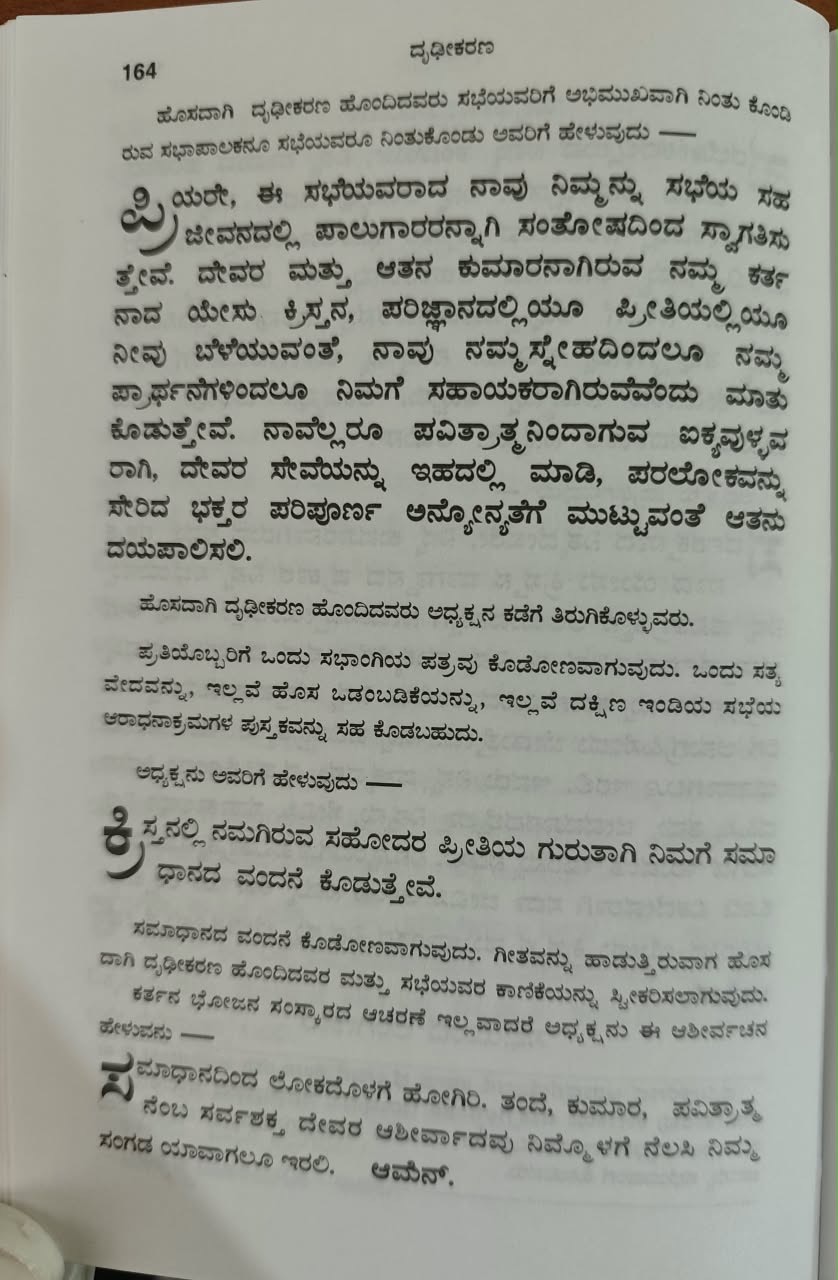 164
ದೃಢೀಕರಣ
ಹೊಸದಾಗಿ ದೃಢೀಕರಣ ಹೊಂದಿದವರು ಸಭೆಯವರಿಗೆ ಅಭಿಮುಖವಾಗಿ ನಿಂತು ಕೊಂಡಿ
ರುವ ಸಭಾಪಾಲಕನೂ ಸಭೆಯವರೂ ನಿಂತುಕೊಂಡು ಅವರಿಗೆ ಹೇಳುವುದು —
ಪ್ರಿಯರೇ, ಈ ಸಭೆಯವರಾದ ನಾವು ನಿಮ್ಮನ್ನು ಸಭೆಯ ಸಹ
ಜೀವನದಲ್ಲಿ ಪಾಲುಗಾರರನ್ನಾಗಿ ಸಂತೋಷದಿಂದ ಸ್ವಾಗತಿಸು
ತ್ತೇವೆ. ದೇವರ ಮತ್ತು ಆತನ ಕುಮಾರನಾಗಿರುವ ನಮ್ಮ ಕರ್ತ
ನಾದ ಯೇಸು ಕ್ರಿಸ್ತನ, ಪರಿಜ್ಞಾನದಲ್ಲಿಯೂ ಪ್ರೀತಿಯಲ್ಲಿಯೂ
ನೀವು ಬೆಳೆಯುವಂತೆ, ನಾವು ನಮ್ಮಸ್ನೇಹದಿಂದಲೂ ನಮ್ಮ
ಪ್ರಾರ್ಥನೆಗಳಿಂದಲೂ ನಿಮಗೆ ಸಹಾಯಕರಾಗಿರುವೆವೆಂದು ಮಾತು
ಕೊಡುತ್ತೇವೆ. ನಾವೆಲ್ಲರೂ ಪವಿತ್ರಾತ್ಮನಿಂದಾಗುವ ಐಕ್ಯವುಳ್ಳವ
ರಾಗಿ, ದೇವರ ಸೇವೆಯನ್ನು ಇಹದಲ್ಲಿ ಮಾಡಿ, ಪರಲೋಕವನ್ನು
ಸೇರಿದ ಭಕ್ತರ ಪರಿಪೂರ್ಣ ಅನ್ಯೋನ್ಯತೆಗೆ ಮುಟ್ಟುವಂತೆ ಆತನು
ದಯಪಾಲಿಸಲಿ.
ಹೊಸದಾಗಿ ದೃಢೀಕರಣ ಹೊಂದಿದವರು ಅಧ್ಯಕ್ಷನ ಕಡೆಗೆ ತಿರುಗಿಕೊಳ್ಳುವರು.
ಪ್ರತಿಯೊಬ್ಬರಿಗೆ ಒಂದು ಸಭಾಂಗಿಯ ಪತ್ರವು ಕೊಡೋಣವಾಗುವುದು. ಒಂದು ಸತ್ಯ
ವೇದವನ್ನು, ಇಲ್ಲವೆ ಹೊಸ ಒಡಂಬಡಿಕೆಯನ್ನು, ಇಲ್ಲವೆ ದಕ್ಷಿಣ ಇಂಡಿಯ ಸಭೆಯ
ಆರಾಧನಾಕ್ರಮಗಳ ಪುಸ್ತಕವನ್ನು ಸಹ ಕೊಡಬಹುದು.
ಅಧ್ಯಕ್ಷನು ಅವರಿಗೆ ಹೇಳುವುದು —
ಕ್ರಿಸ್ತನಲ್ಲಿ ನಮಗಿರುವ ಸಹೋದರ ಪ್ರೀತಿಯ ಗುರುತಾಗಿ ನಿಮಗೆ ಸಮಾ
ಧಾನದ ವಂದನೆ ಕೊಡುತ್ತೇವೆ.
ಸಮಾಧಾನದ ವಂದನೆ ಕೊಡೋಣವಾಗುವುದು. ಗೀತವನ್ನು ಹಾಡುತ್ತಿರುವಾಗ ಹೊಸ
ದಾಗಿ ದೃಢೀಕರಣ ಹೊಂದಿದವರ ಮತ್ತು ಸಭೆಯವರ ಕಾಣಿಕೆಯನ್ನು ಸ್ವೀಕರಿಸಲಾಗುವುದು.
ಕರ್ತನ ಭೋಜನ ಸಂಸ್ಕಾರದ ಆಚರಣೆ ಇಲ್ಲವಾದರೆ ಅಧ್ಯಕ್ಷನು ಈ ಆಶೀರ್ವಚನ
ಹೇಳುವನು —
ಸಮಾಧಾನದಿಂದ ಲೋಕದೊಳಗೆ ಹೋಗಿರಿ. ತಂದೆ, ಕುಮಾರ, ಪವಿತ್ರಾತ್ಮ
ನೆಂಬ ಸರ್ವಶಕ್ತ ದೇವರ ಆಶೀರ್ವಾದವು ನಿಮ್ಮೊಳಗೆ ನೆಲಸಿ ನಿಮ್ಮ
ಸಂಗಡ ಯಾವಾಗಲೂ ಇರಲಿ. ಆಮೆನ್.